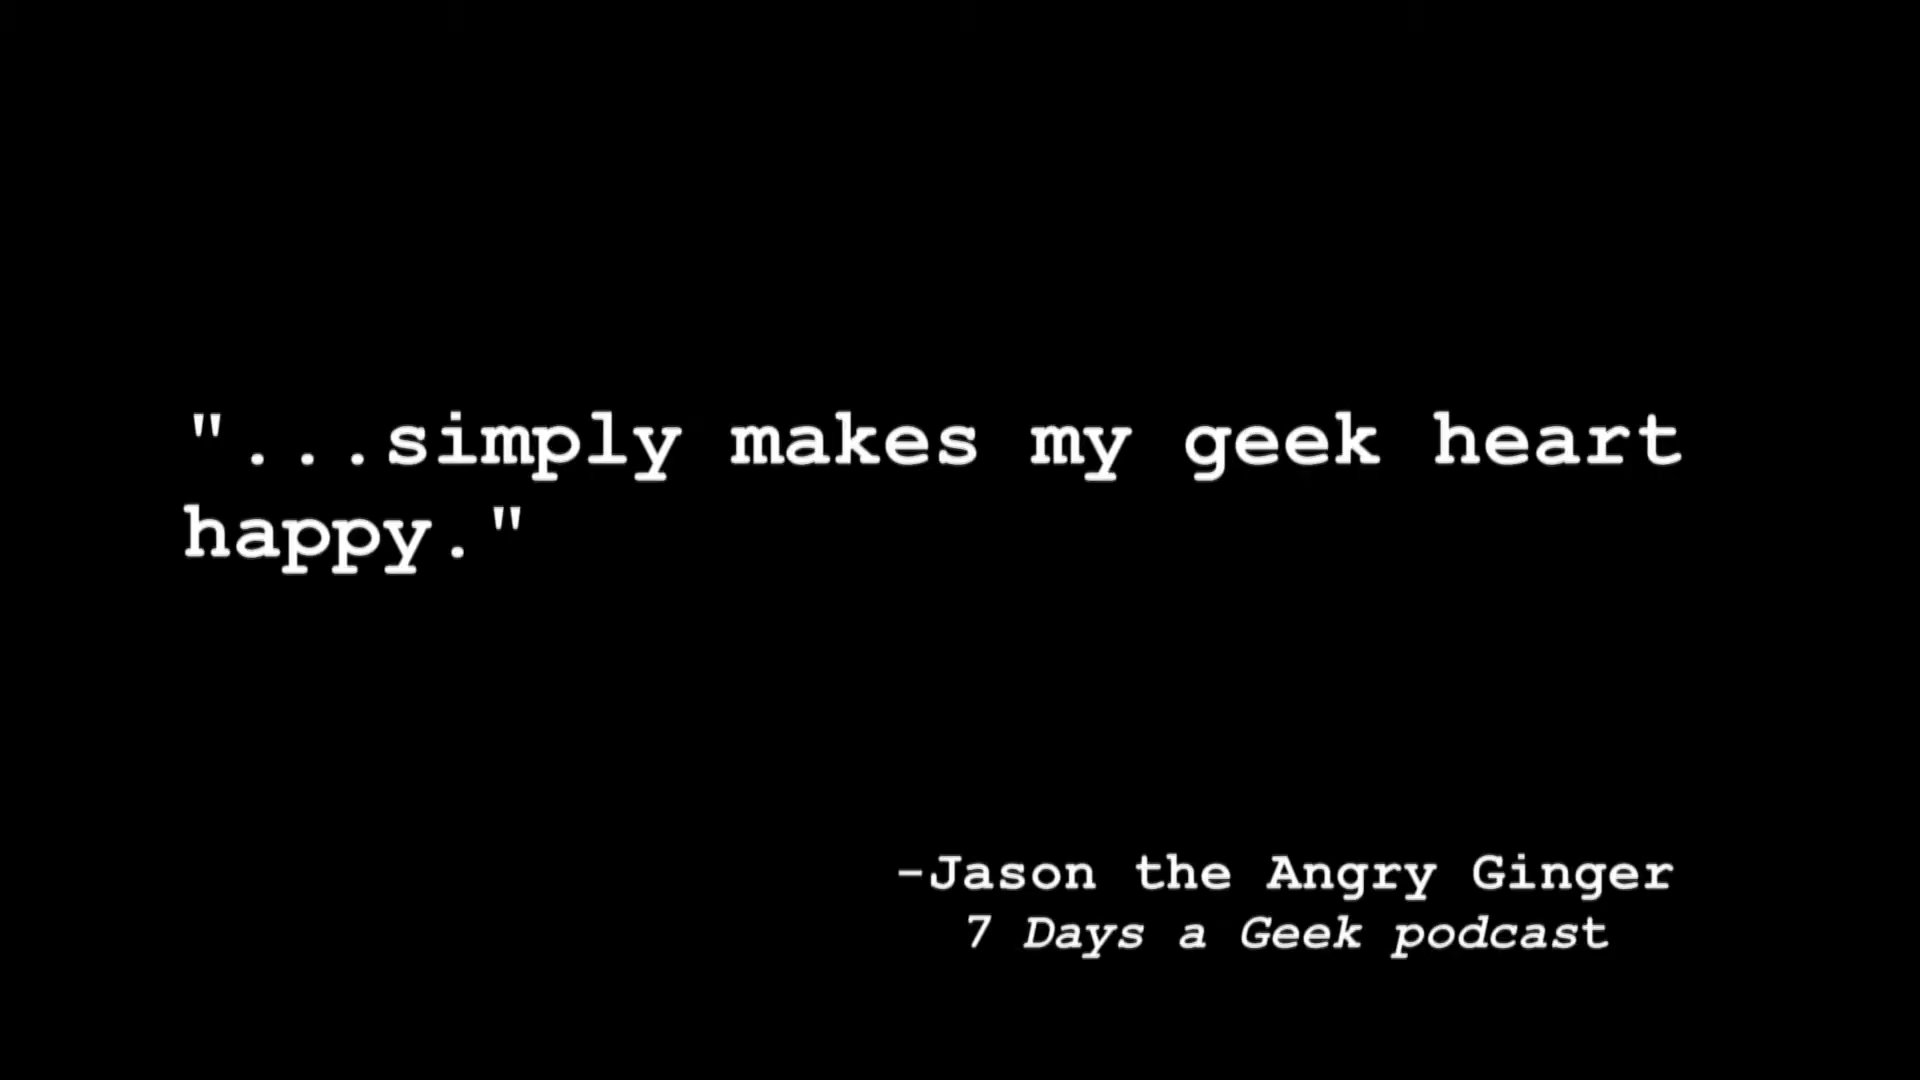 "...simply makes my geek heart
happy."
-Jason the Angry Ginger
7 Days a Geek podcast